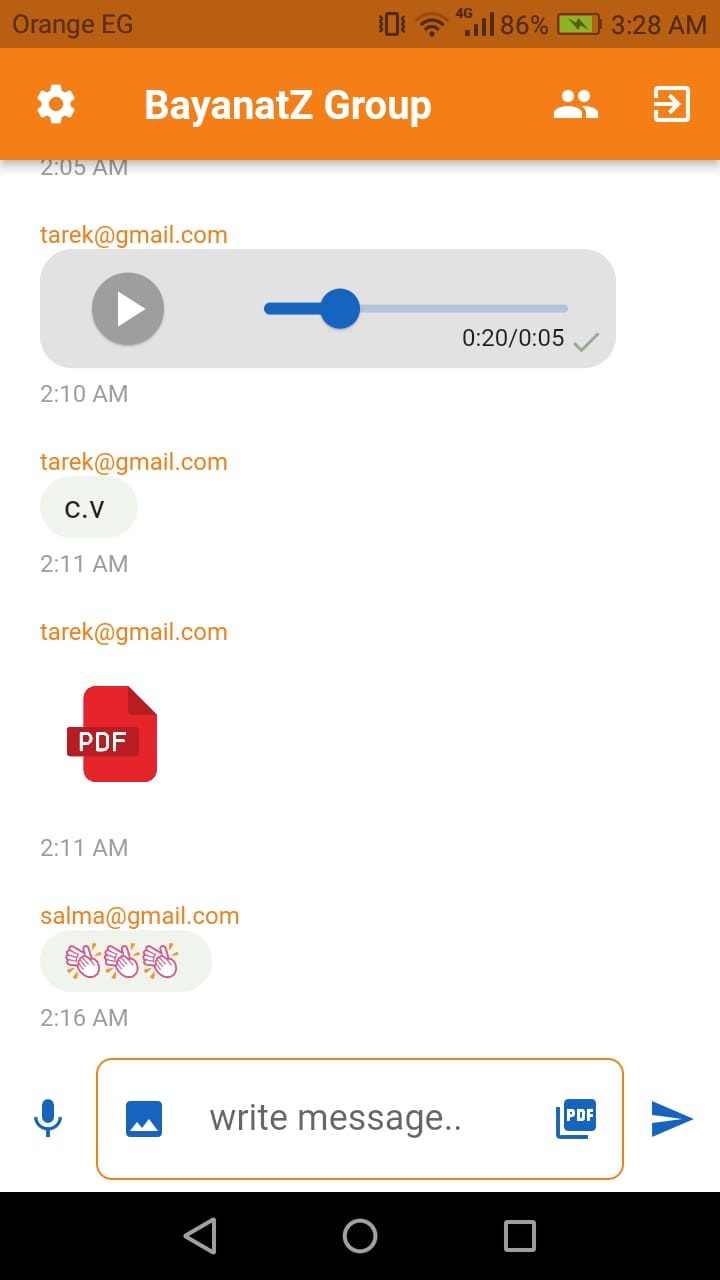 Orange EG
4G
86%
3:28 AM
BayanatZ Group
2:05 AM
tarek@gmail.com
0:20/0:05
2:10 AM
tarek@gmail.com
c.v
2:11 AM
tarek@gmail.com
PDF
2:11 AM
salma@gmail.com
👏👏👏
2:16 AM
write message..
PDF